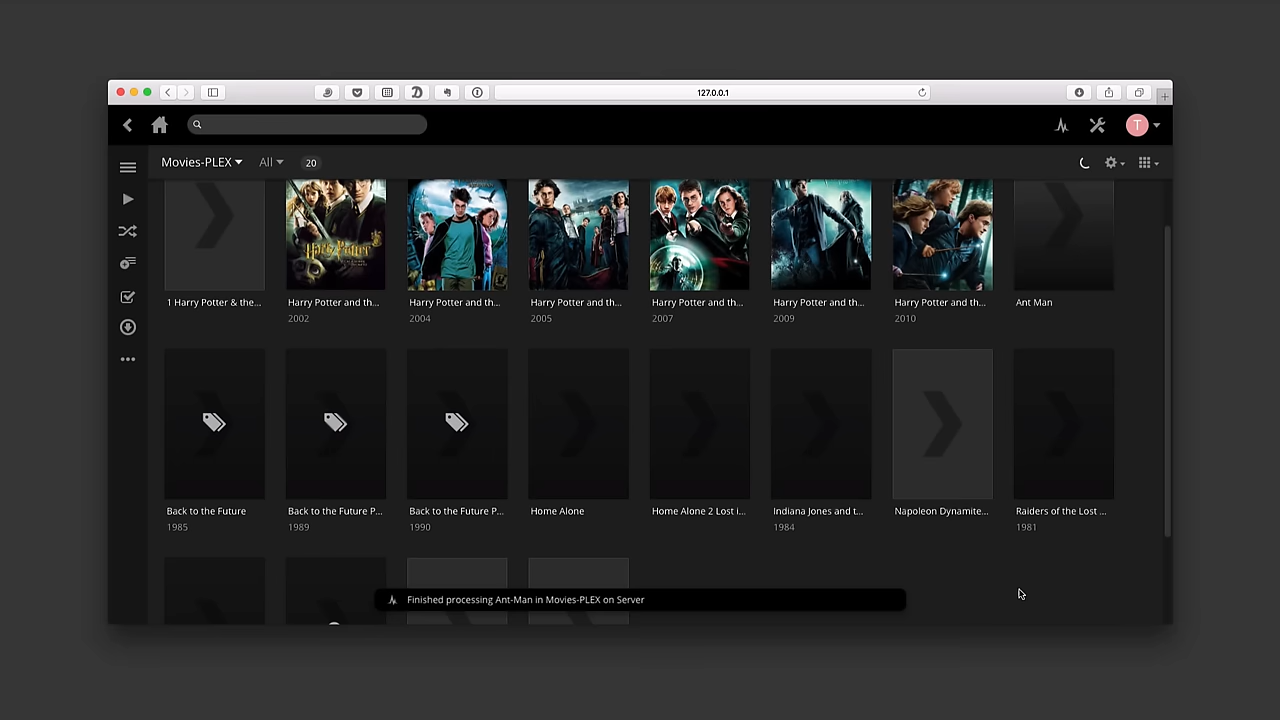 127.0.0.1
T
Movies-PLEX
All
20
Harry Potter
1 Harry Potter & the...
Harry Potter and th...
2002
Harry Potter and th...
2004
Harry Potter and th...
2005
Harry Potter and th...
2007
Harry Potter and th...
2009
Harry Potter and th...
2010
Ant Man
Back to the Future
1985
Back to the Future P...
1989
Back to the Future P...
1990
Home Alone
Home Alone 2 Lost i...
Indiana Jones and t...
1984
Napoleon Dynamite...
Raiders of the Lost ...
1981
Finished processing Ant-Man in Movies-PLEX on Server